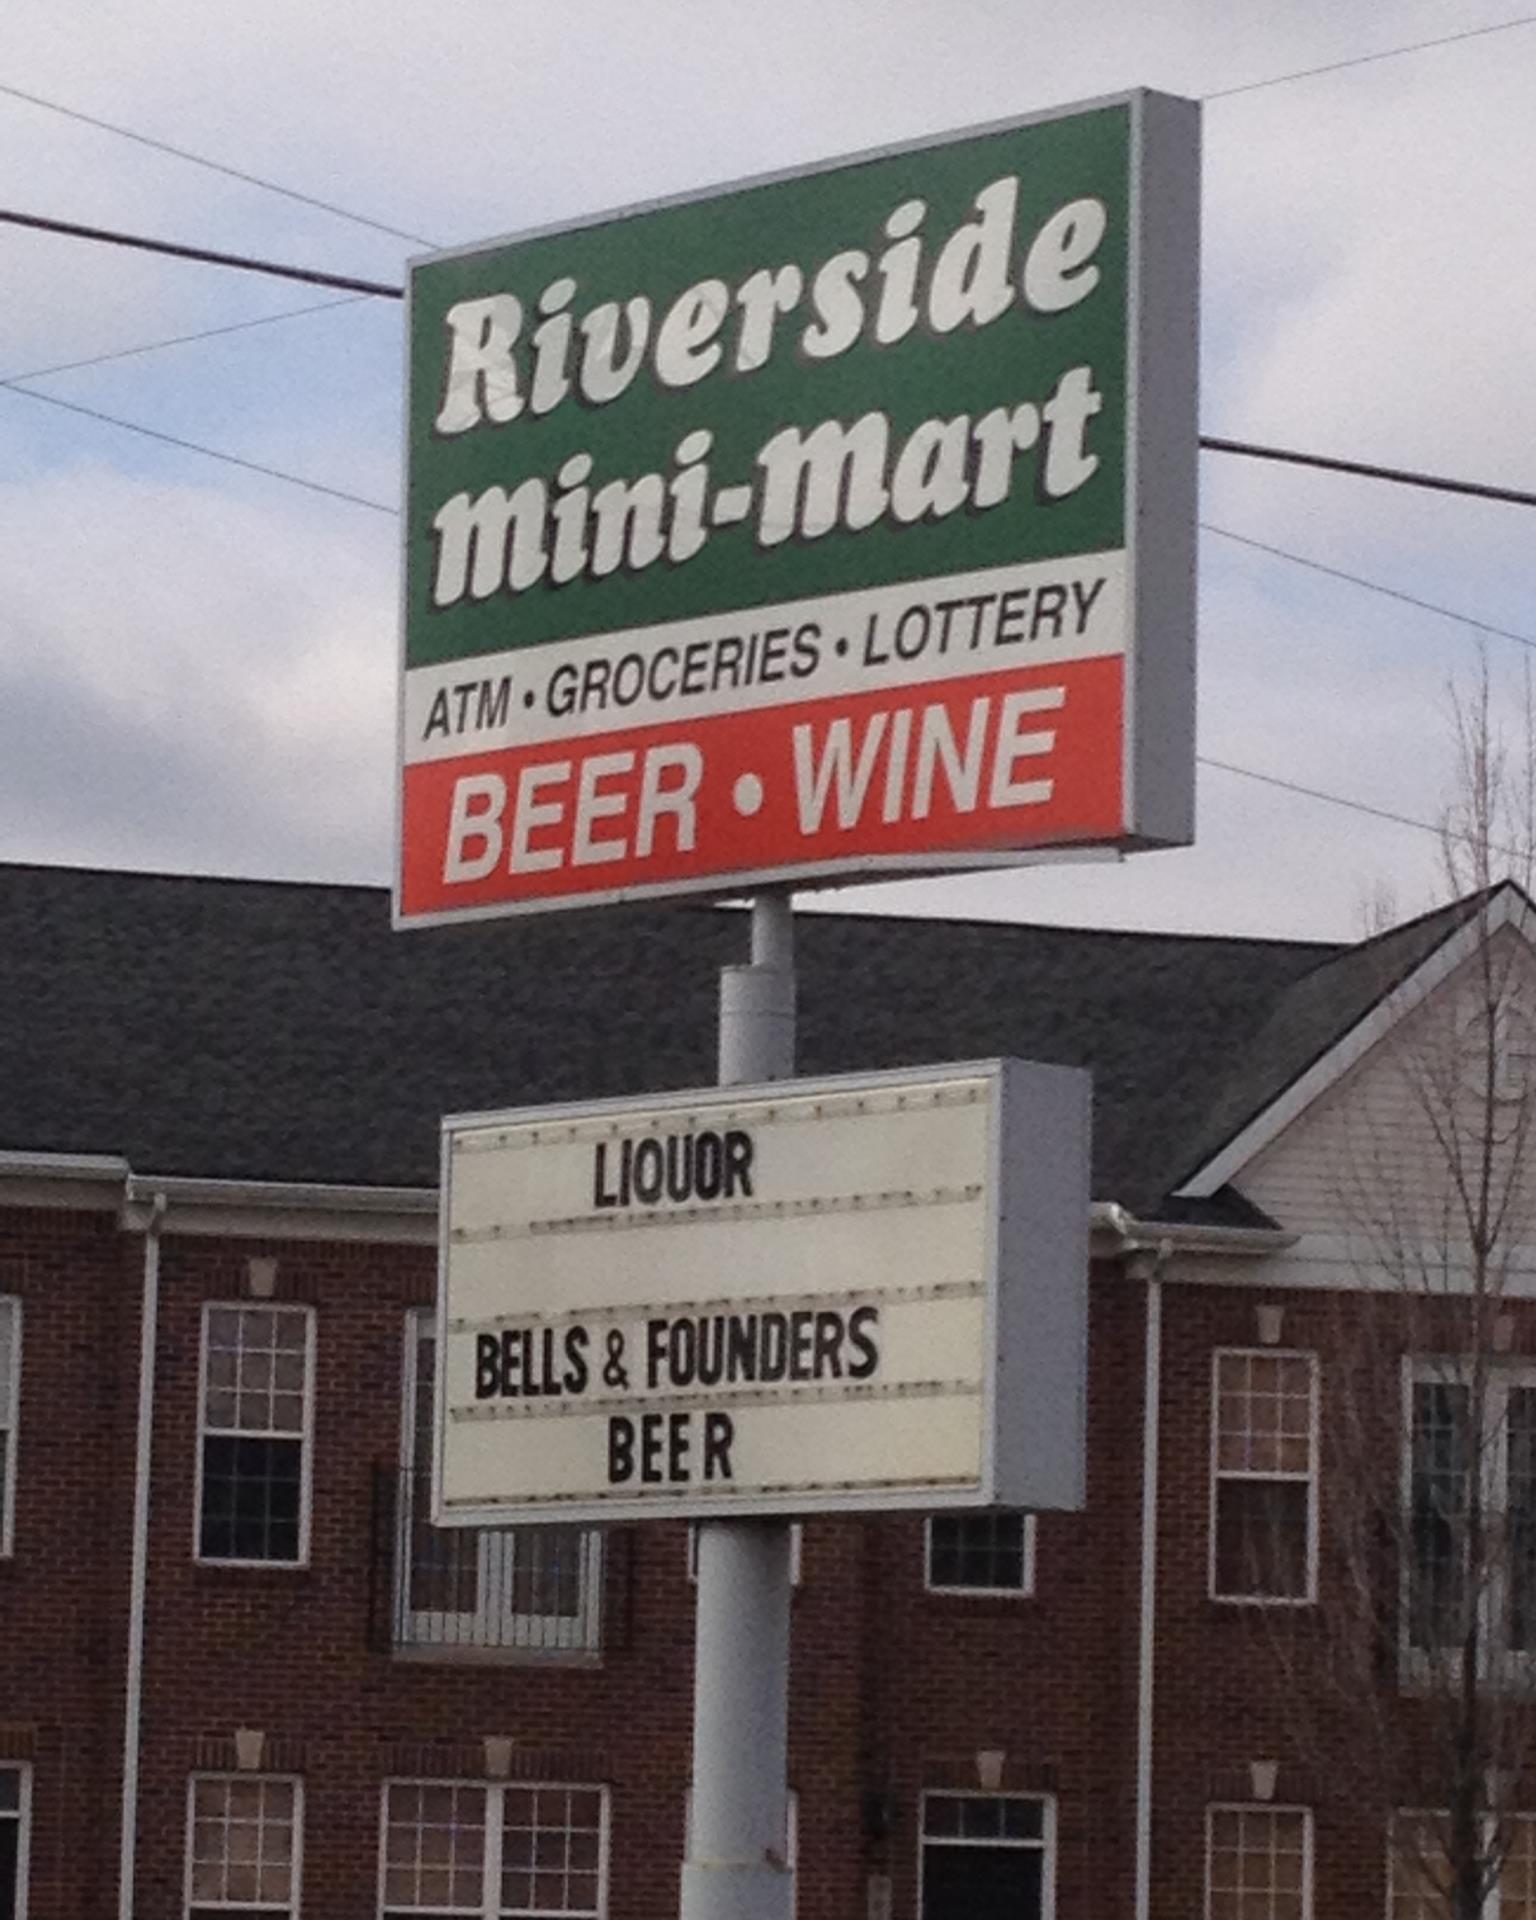 Riverside
Mini-Mart
ATM • GROCERIES • LOTTERY
BEER • WINE
LIQUOR
BELLS & FOUNDERS
BEER